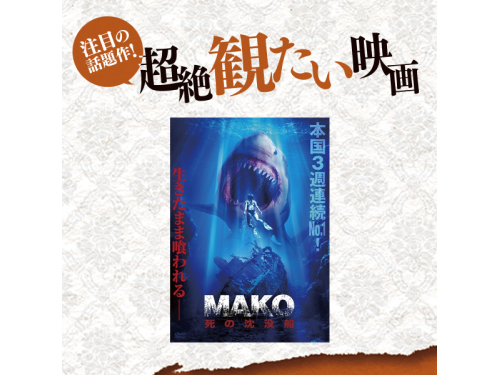 注目の
話題作!
超絶観たい映画
本国3週連続No.1!
生きたまま喰われる――
MAKO
死の沈没船